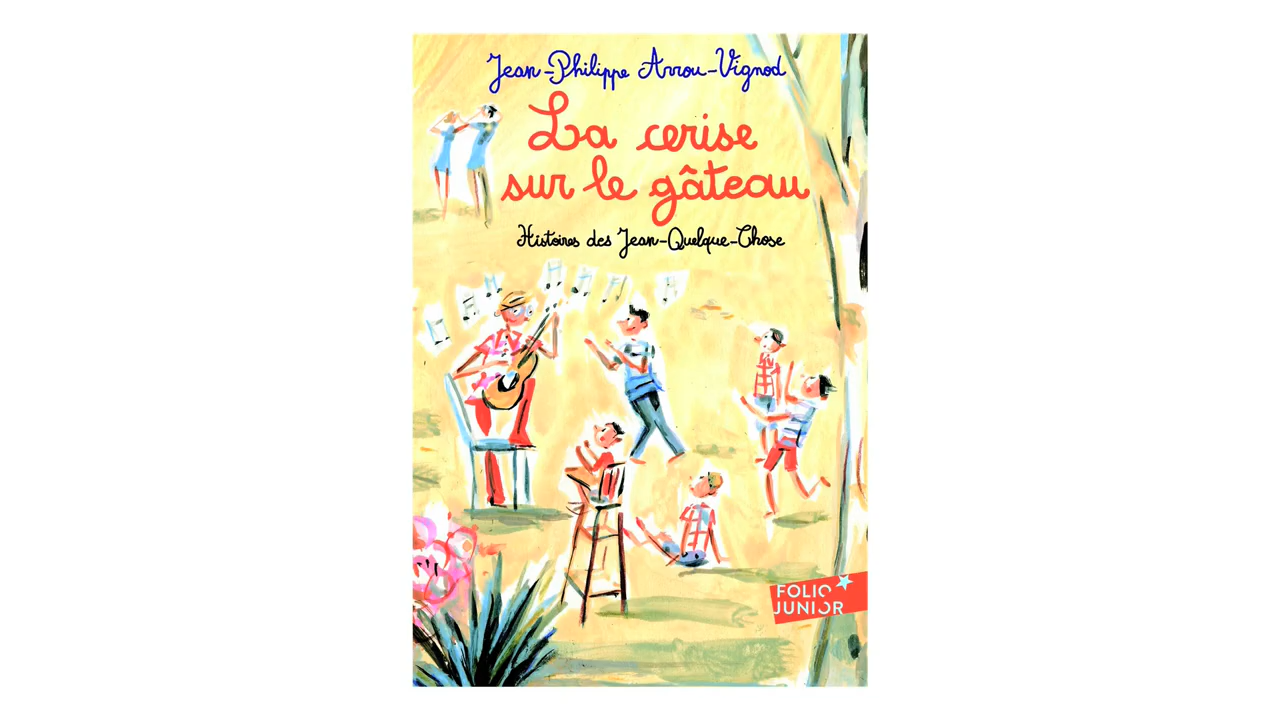 Jean-Philippe Arrou-Vignod
La cerise
sur le gâteau
Histoires des Jean-Quelque-Chose
FOLIO
JUNIOR